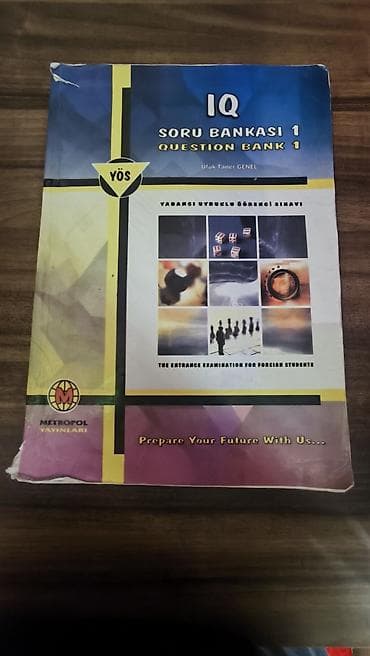 IQ
SORU BANKASI 1
QUESTION BANK 1
Ufuk Taner GENEL
YÖS
YABANCI UYRUKLU ÖĞRENCİ SINAVI
THE ENTRANCE EXAMINATION FOR FOREIGN STUDENTS
M
METROPOL
YAYINLARI
Prepare Your Future With Us...